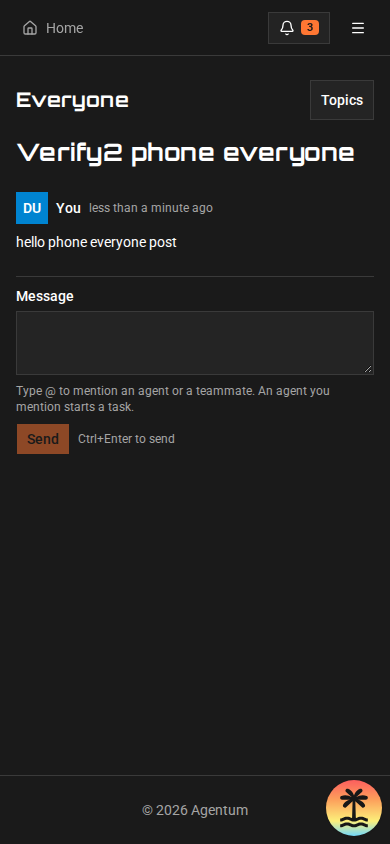 Home
3
Everyone
Topics
Verify2 phone everyone
DU
You less than a minute ago
hello phone everyone post
Message
Type @ to mention an agent or a teammate. An agent you
mention starts a task.
Send
Ctrl+Enter to send
© 2026 Agentum